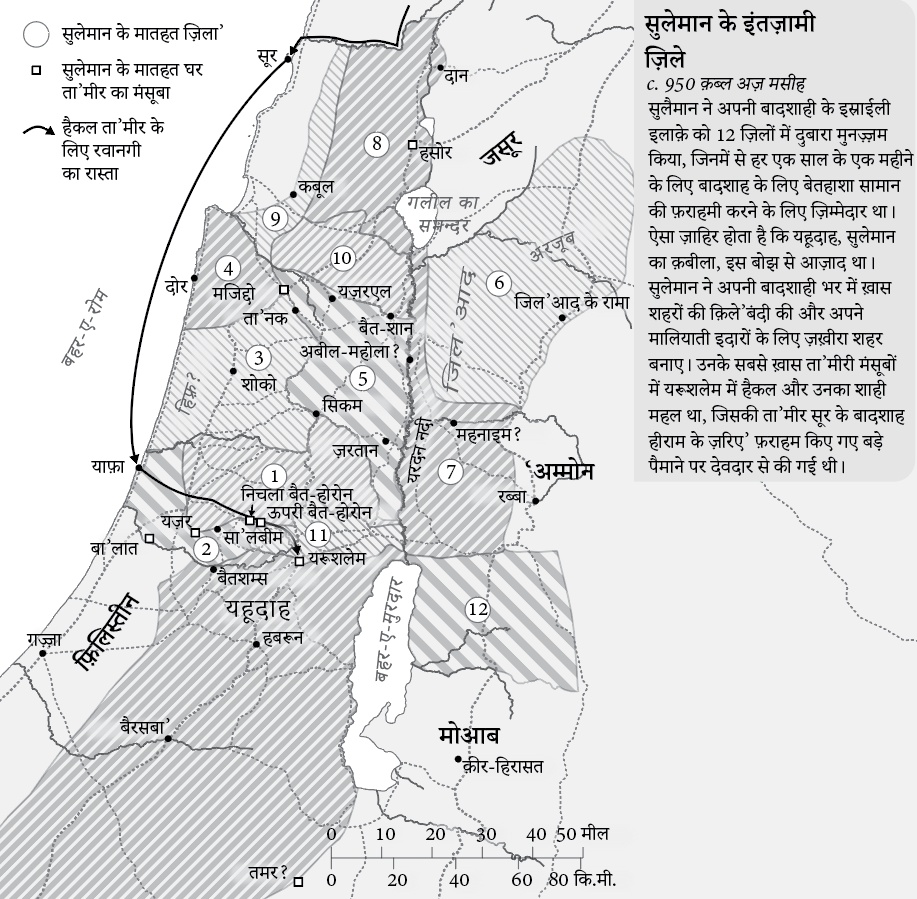 सुलेमान के मातहत ज़िला'
सुलेमान के मातहत घर
ता'मीर का मंसूबा
हैकल ता'मीर के
लिए रवानगी
का रास्ता
सुलेमान के इंतज़ामी
ज़िले
c. 950 क़ब्ल अज़ मसीह
सुलैमान ने अपनी बादशाही के इस्राईली
इलाक़े को 12 ज़िलों में दुबारा मुनज़्ज़म
किया, जिनमें से हर एक साल के एक महीने
के लिए बादशाह के लिए बेतहाशा सामान
की फ़राहमी करने के लिए ज़िम्मेदार था।
ऐसा ज़ाहिर होता है कि यहूदाह, सुलेमान
का क़बीला, इस बोझ से आज़ाद था।
सुलेमान ने अपनी बादशाही भर में ख़ास
शहरों की क़िले'बंदी की और अपने
मालियाती इदारों के लिए ज़ख़ीरा शहर
बनाए। उनके सबसे ख़ास ता'मीरी मंसूबों
में यरूशलेम में हैकल और उनका शाही
महल था, जिसकी ता'मीर सूर के बादशाह
हीराम के ज़रिए' फ़राहम किए गए बड़े
पैमाने पर देवदार से की गई थी।
सूर
दान
8
हसोर
जसूर
कबूल
गलील का
समन्दर
9
10
अरजूब
4
6
दोर
मजिद्दो
यज़रएल
जिल'आद के रामा
ता'नक
बैत-शान
बहर-ए-रोम
अबील-महोला?
जिल'आद
3
5
शोको
हिफ़्र?
सिकम
महनाइम?
ज़रतान
यरदन नदी
याफ़ा
'अम्मोन
7
1
निचला बैत-होरोन
रब्बा
ऊपरी बैत-होरोन
यज़र
सा'लबीम
11
बा'लात
2
यरूशलेम
बैतशम्स
यहूदाह
12
फ़िलिस्तीन
बहर-ए-मुरदार
हबरून
गज़्ज़ा
बैरसबा'
मोआब
क़ीर-हिरासत
0 10 20 30 40 50 मील
0 20 40 60 80 कि.मी.
तमर?